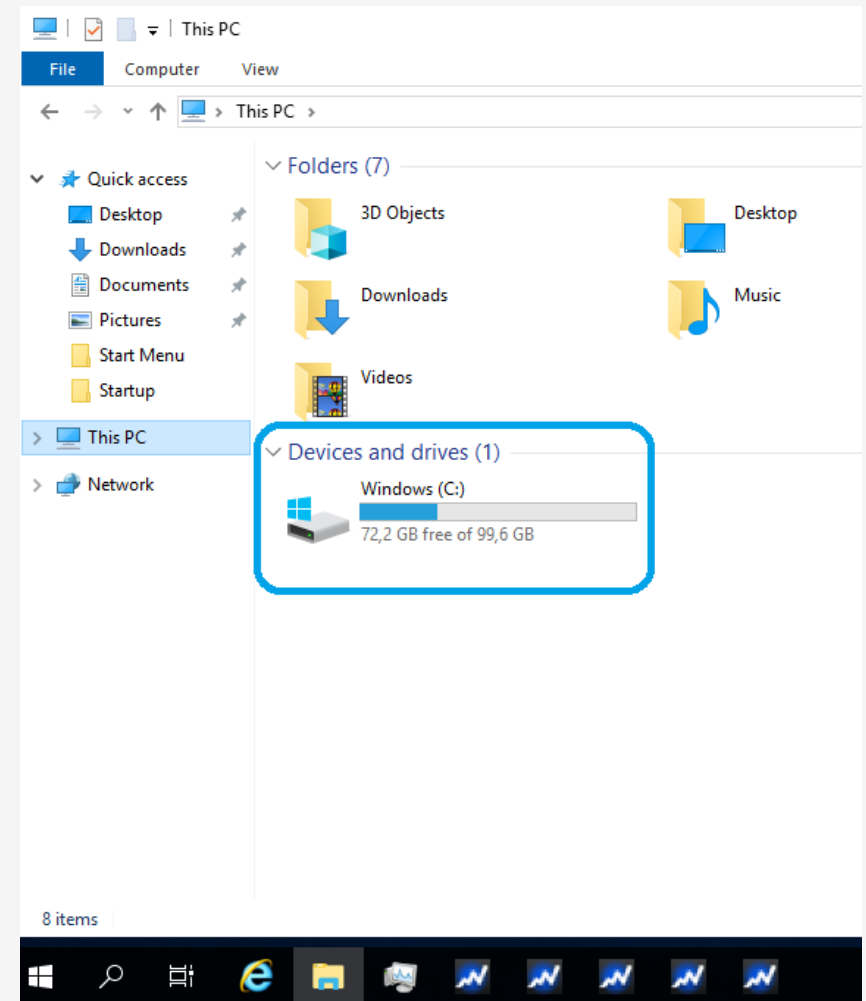 This PC
File Computer View
This PC
Quick access
Desktop
Downloads
Documents
Pictures
Start Menu
Startup
This PC
Network
Folders (7)
3D Objects
Desktop
Downloads
Music
Videos
Devices and drives (1)
Windows (C:)
72,2 GB free of 99,6 GB
8 items